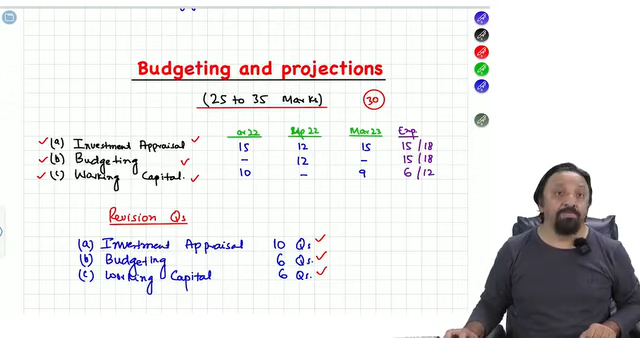 Budgeting and projections
(25 to 35 Marks) 30
ar 22 Sep 22 Mar 23 Exp
(a) Investment Appraisal 15 12 15 15/18
(b) Budgeting - 12 - 15/18
(c) Working Capital. 10 - 9 6/12
Revision Qs
(a) Investment Appraisal 10 Qs
(b) Budgeting 6 Qs.
(c) Working Capital 6 Qs.